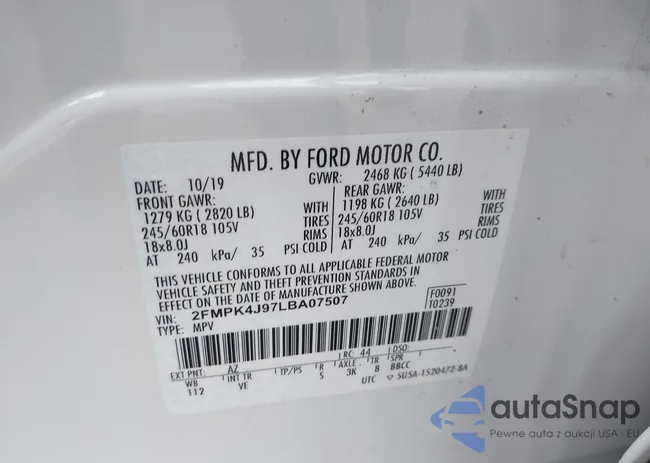 MFD. BY FORD MOTOR CO.
DATE: 10/19 GVWR: 2468 KG ( 5440 LB)
FRONT GAWR: REAR GAWR:
1279 KG ( 2820 LB) WITH 1198 KG ( 2640 LB) WITH
245/60R18 105V TIRES 245/60R18 105V TIRES
18x8.0J RIMS 18x8.0J RIMS
AT 240 kPa/ 35 PSI COLD AT 240 kPa/ 35 PSI COLD
THIS VEHICLE CONFORMS TO ALL APPLICABLE FEDERAL MOTOR
VEHICLE SAFETY AND THEFT PREVENTION STANDARDS IN
EFFECT ON THE DATE OF MANUFACTURE SHOWN ABOVE.
VIN: 2FMPK4J97LBA07507 F0091
TYPE: MPV T0239
EXT PNT: AZ RC: 44 DSO:
WB INT TR TP/PS R AXLE TR SPR
112 VE S 3K 8 BBCC
UTC 5USA-1520472-BA
autaSnap
Pewne auta z aukcji USA i EU